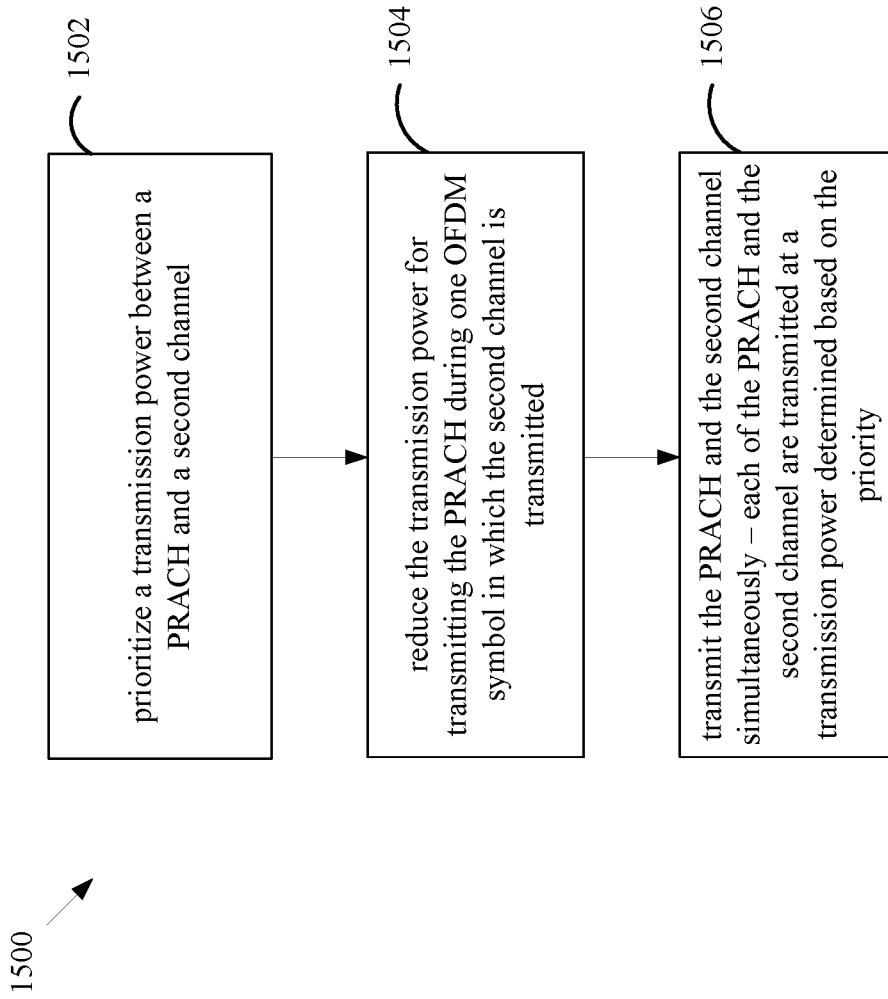 1500
1502
prioritize a transmission power between a
PRACH and a second channel
1504
reduce the transmission power for
transmitting the PRACH during one OFDM
symbol in which the second channel is
transmitted
1506
transmit the PRACH and the second channel
simultaneously – each of the PRACH and the
second channel are transmitted at a
transmission power determined based on the
priority